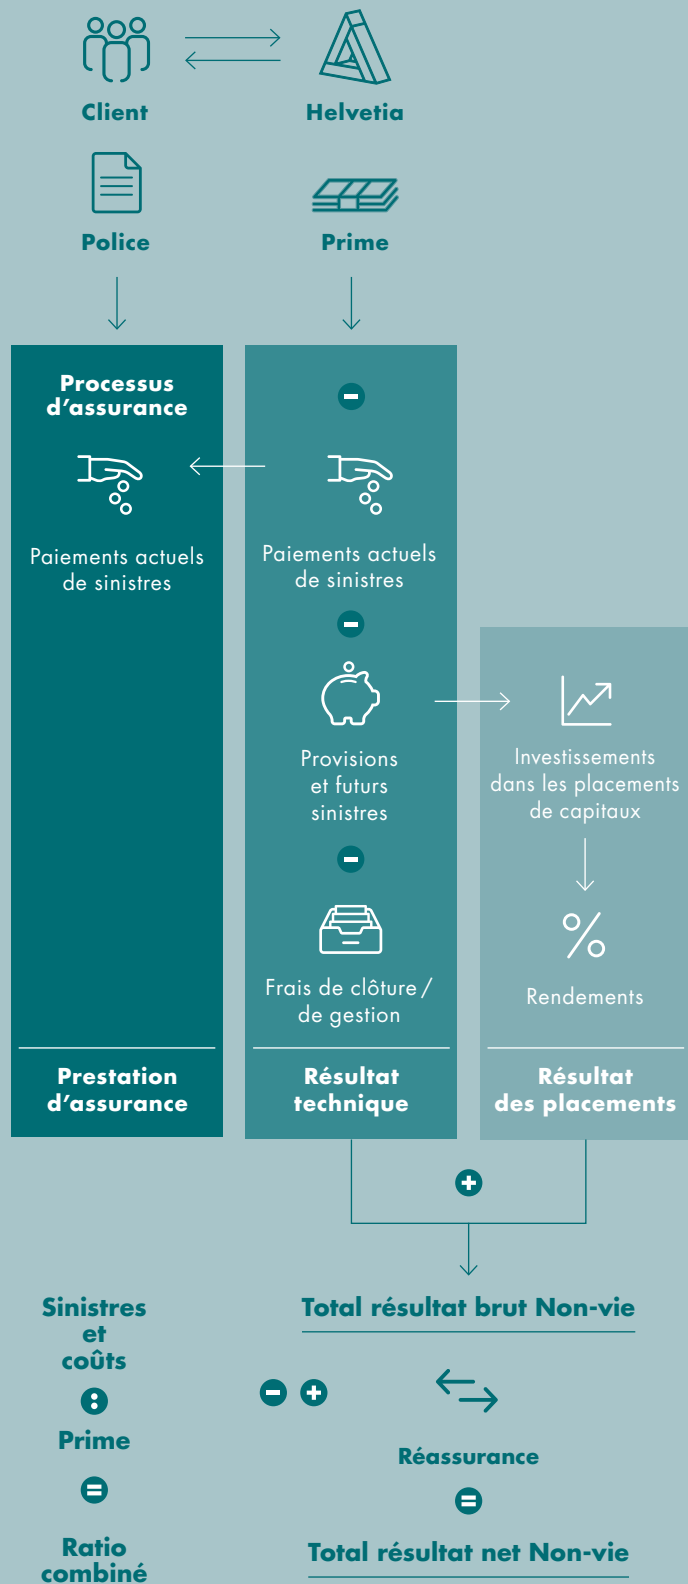 Client
Helvetia
Police
Prime
Processus
d’assurance
Paiements actuels
de sinistres
Prestation
d’assurance
Paiements actuels
de sinistres
Provisions
et futurs
sinistres
Frais de clôture /
de gestion
Résultat
technique
Investissements
dans les placements
de capitaux
Rendements
Résultat
des placements
Sinistres
et
coûts
Prime
Ratio
combiné
Total résultat brut Non-vie
Réassurance
Total résultat net Non-vie